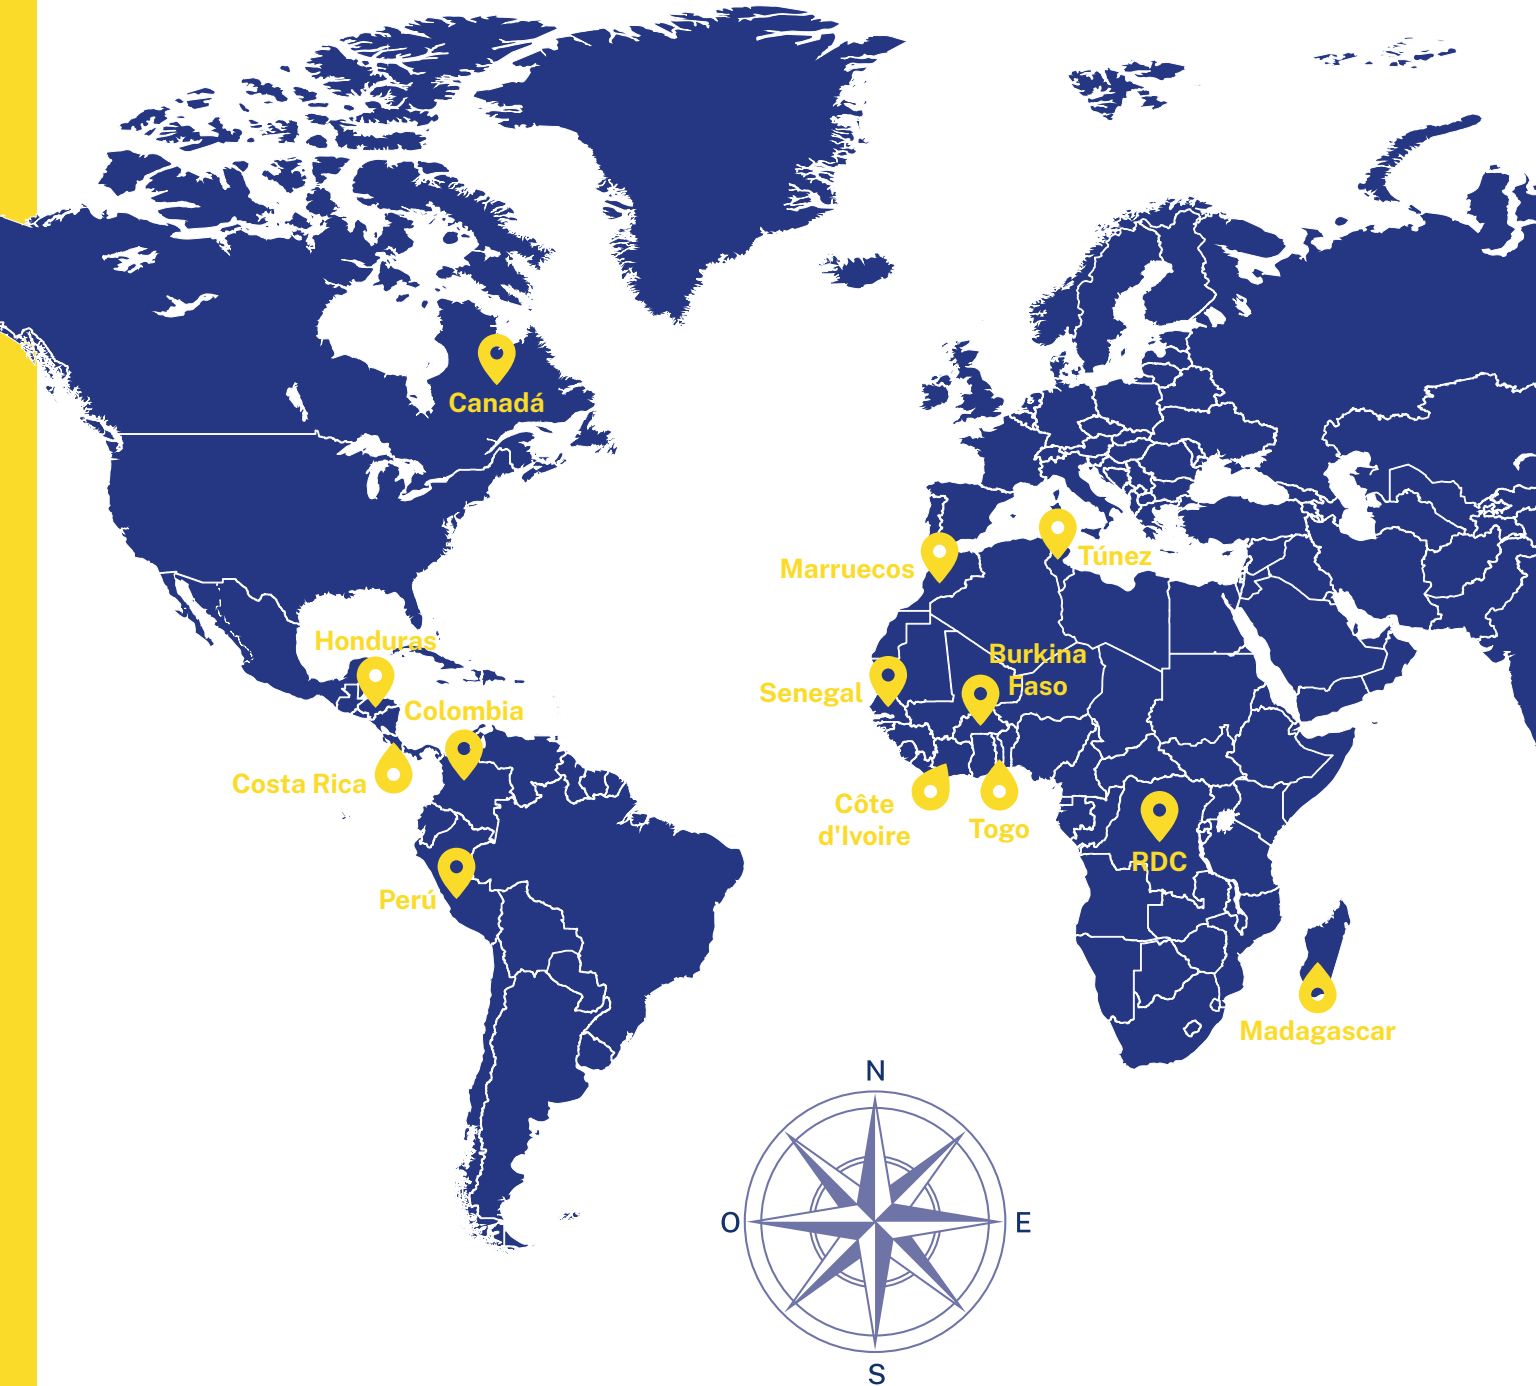 Canadá
Túnez
Marruecos
Honduras
Burkina
Faso
Senegal
Colombia
Costa Rica
Côte
d'Ivoire
Togo
RDC
Perú
Madagascar
N
O
E
S